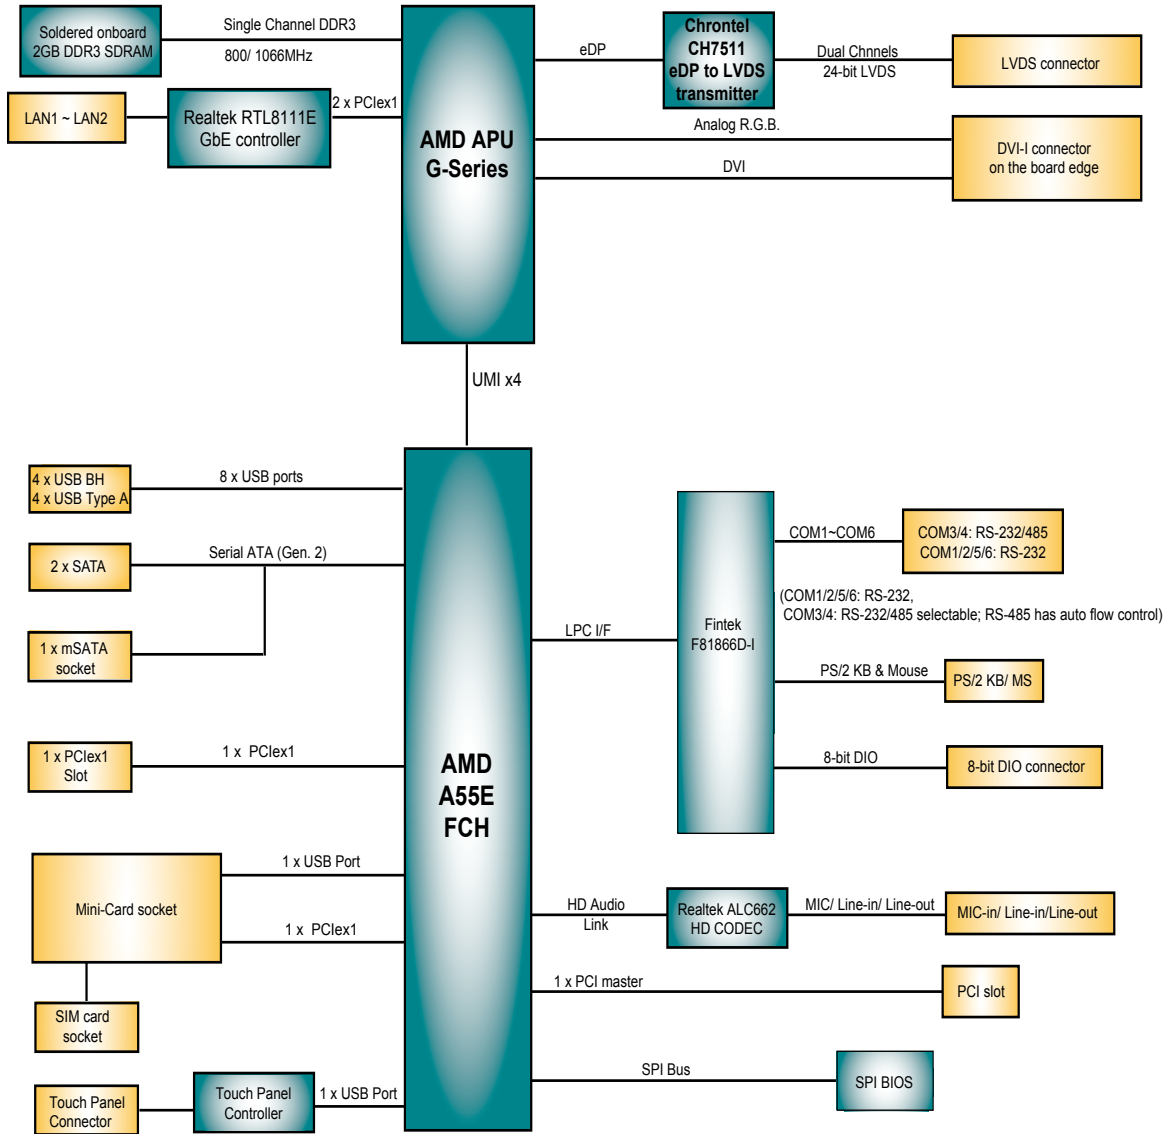 Soldered onboard
2GB DDR3 SDRAM
Single Channel DDR3
800/ 1066MHz
LAN1 ~ LAN2
Realtek RTL8111E
GbE controller
2 x PCIex1
AMD APU
G-Series
eDP
Chrontel
CH7511
eDP to LVDS
transmitter
Dual Chnnels
24-bit LVDS
LVDS connector
Analog R.G.B.
DVI
DVI-I connector
on the board edge
UMI x4
4 x USB BH
4 x USB Type A
8 x USB ports
2 x SATA
Serial ATA (Gen. 2)
1 x mSATA
socket
1 x PCIex1
Slot
1 x PCIex1
AMD
A55E
FCH
Mini-Card socket
1 x USB Port
1 x PCIex1
SIM card
socket
Touch Panel
Connector
Touch Panel
Controller
1 x USB Port
LPC I/F
Fintek
F81866D-I
COM1~COM6
COM3/4: RS-232/485
COM1/2/5/6: RS-232
(COM1/2/5/6: RS-232,
COM3/4: RS-232/485 selectable; RS-485 has auto flow control)
PS/2 KB & Mouse
PS/2 KB/ MS
8-bit DIO
8-bit DIO connector
HD Audio
Link
Realtek ALC662
HD CODEC
MIC/ Line-in/ Line-out
MIC-in/ Line-in/Line-out
1 x PCI master
PCI slot
SPI Bus
SPI BIOS